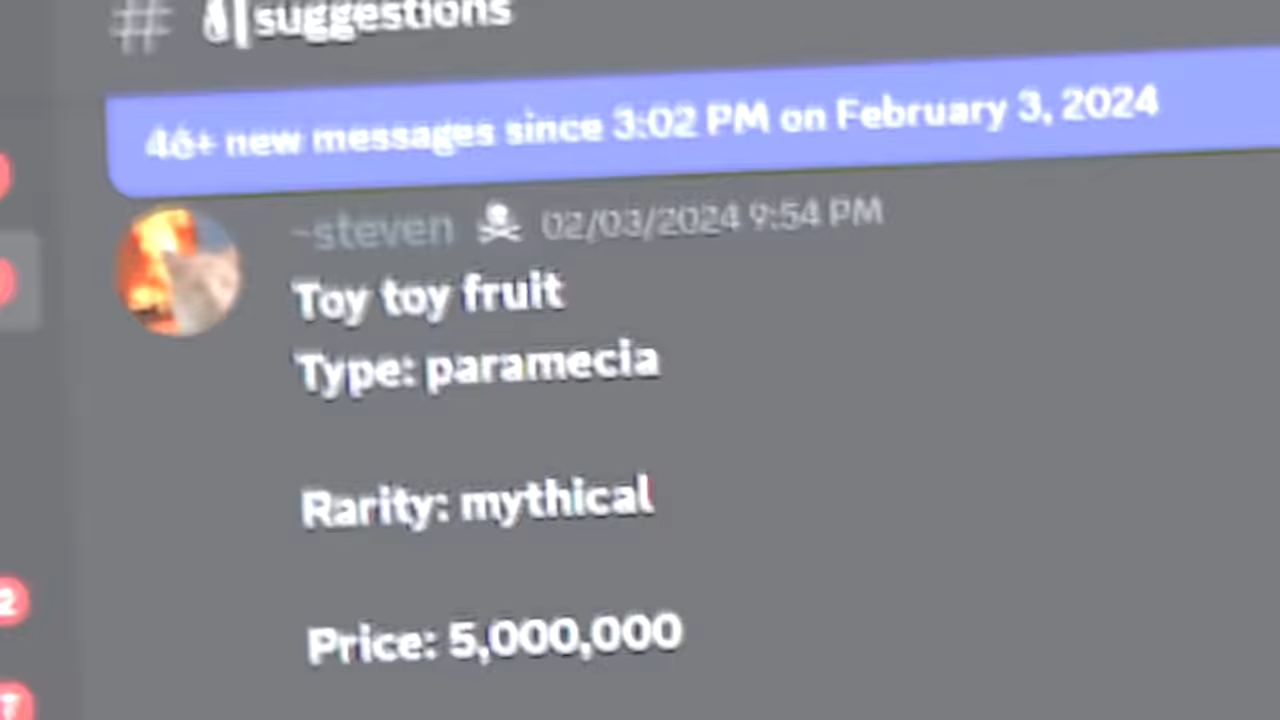 suggestions
46+ new messages since 3:02 PM on February 3, 2024
~steven 02/03/2024 9:54 PM
Toy toy fruit
Type: paramecia
Rarity: mythical
Price: 5,000,000
2